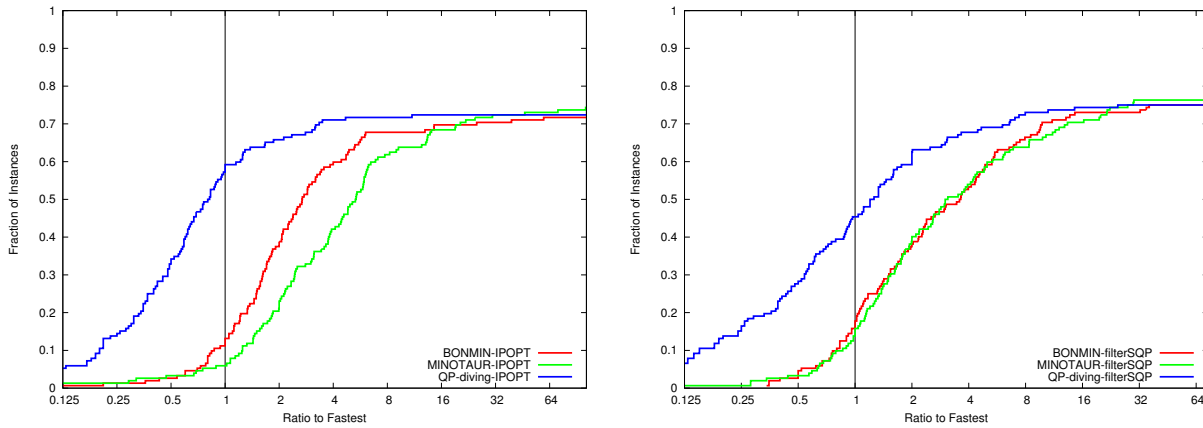 1
0.9
0.8
0.7
0.6
0.5
0.4
0.3
0.2
0.1
0
Fraction of Instances
0.125 0.25 0.5 1 2 4 8 16 32 64
Ratio to Fastest
BONMIN-IPOPT
MINOTAUR-IPOPT
QP-diving-IPOPT
1
0.9
0.8
0.7
0.6
0.5
0.4
0.3
0.2
0.1
0
Fraction of Instances
0.125 0.25 0.5 1 2 4 8 16 32 64
Ratio to Fastest
BONMIN-filterSQP
MINOTAUR-filterSQP
QP-diving-filterSQP